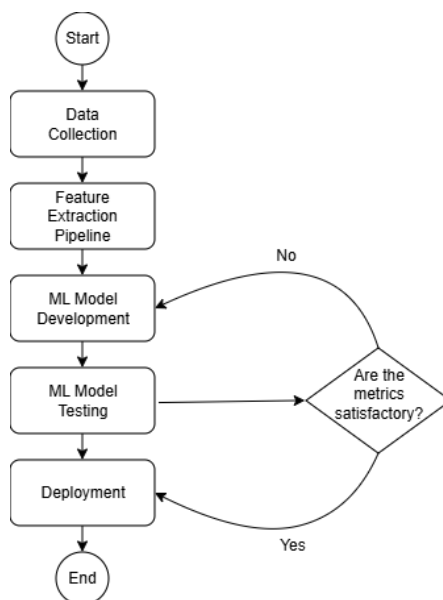 Start
Data
Collection
Feature
Extraction
Pipeline
No
ML Model
Development
ML Model
Testing
Are the
metrics
satisfactory?
Deployment
Yes
End